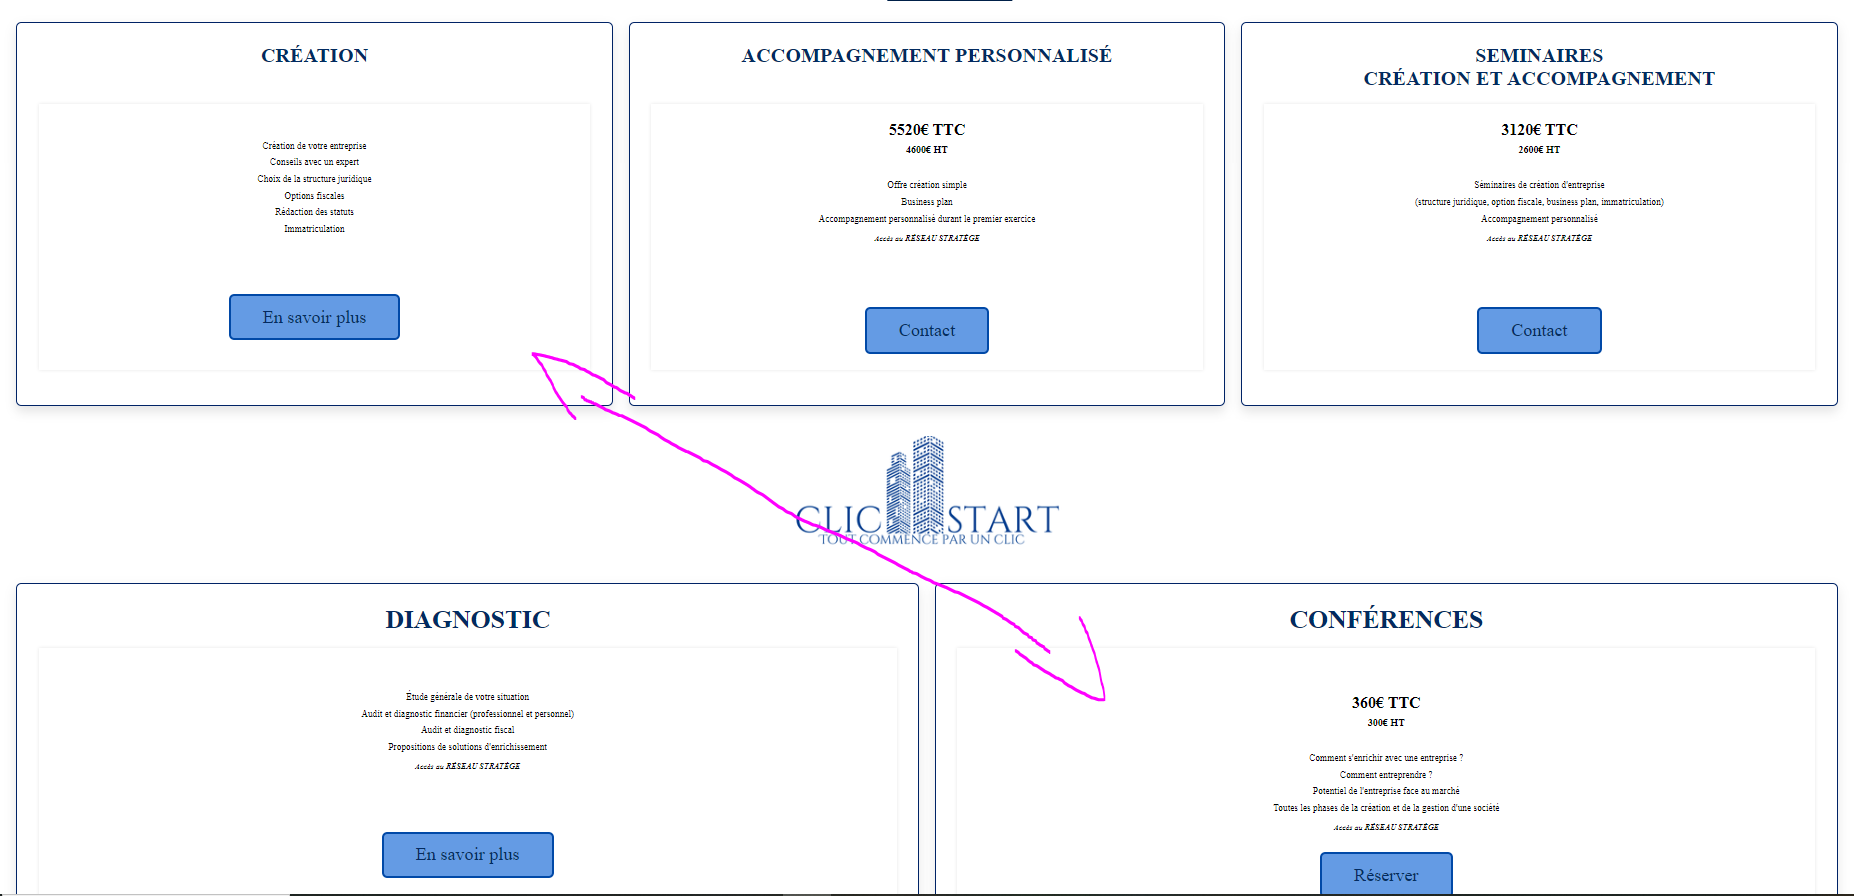 CRÉATION
Création de votre entreprise
Conseils avec un expert
Choix de la structure juridique
Options fiscales
Rédaction des statuts
Immatriculation
En savoir plus
ACCOMPAGNEMENT PERSONNALISÉ
5520€ TTC
4600€ HT
Offre création simple
Business plan
Accompagnement personnalisé durant le premier exercice
Accès au RÉSEAU STRATÈGE
Contact
SEMINAIRES
CRÉATION ET ACCOMPAGNEMENT
3120€ TTC
2600€ HT
Séminaires de création d'entreprise
(structure juridique, option fiscale, business plan, immatriculation)
Accompagnement personnalisé
Accès au RÉSEAU STRATÈGE
Contact
CLIC START
TOUT COMMENCE PAR UN CLIC
DIAGNOSTIC
Étude générale de votre situation
Audit et diagnostic financier (professionnel et personnel)
Audit et diagnostic fiscal
Propositions de solutions d'enrichissement
Accès au RÉSEAU STRATÈGE
En savoir plus
CONFÉRENCES
360€ TTC
300€ HT
Comment s'enrichir avec une entreprise ?
Comment entreprendre ?
Potentiel de l'entreprise face au marché
Toutes les phases de la création et de la gestion d'une société
Accès au RÉSEAU STRATÈGE
Réserver